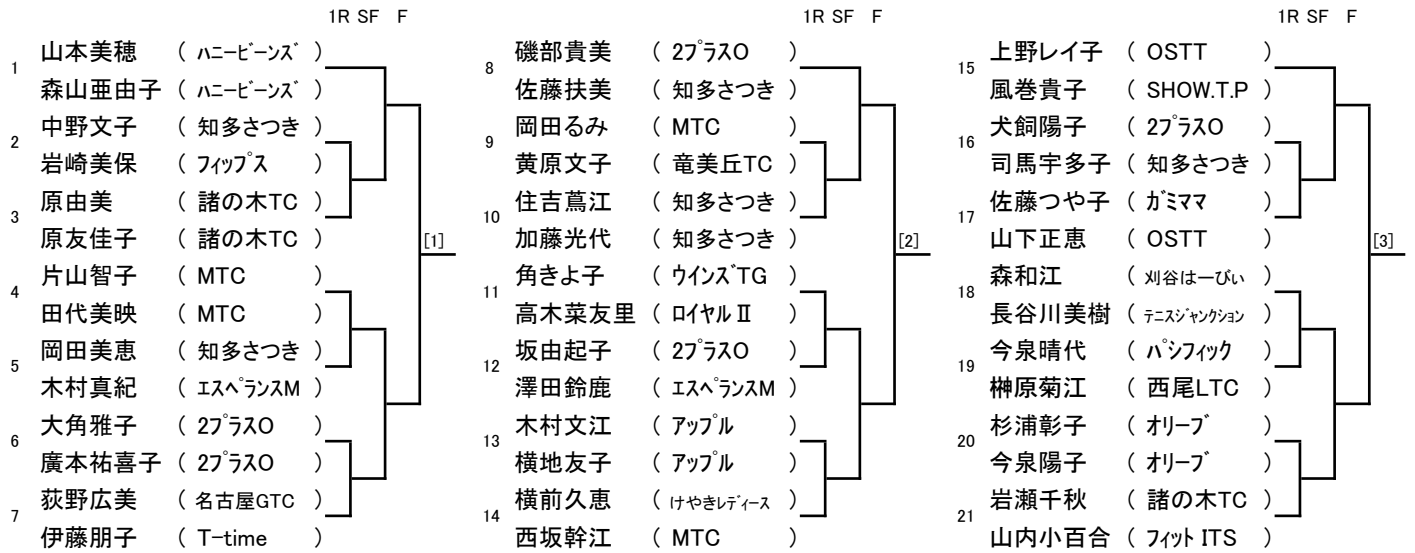 1R SF F
1 山本美穂 ( ハニービーンズ )
森山亜由子 ( ハニービーンズ )
2 中野文子 ( 知多さつき )
岩崎美保 ( フィップス )
3 原由美 ( 諸の木TC )
原友佳子 ( 諸の木TC )
4 片山智子 ( MTC )
田代美映 ( MTC )
5 岡田美恵 ( 知多さつき )
木村真紀 ( エスペランスM )
6 大角雅子 ( 2プラスO )
廣本祐喜子 ( 2プラスO )
7 荻野広美 ( 名古屋GTC )
伊藤朋子 ( T-time )
[1]
1R SF F
8 磯部貴美 ( 2プラスO )
佐藤扶美 ( 知多さつき )
9 岡田るみ ( MTC )
黄原文子 ( 竜美丘TC )
10 住吉蔦江 ( 知多さつき )
加藤光代 ( 知多さつき )
11 角きよ子 ( ウインズTG )
高木菜友里 ( ロイヤルⅡ )
12 坂由起子 ( 2プラスO )
澤田鈴鹿 ( エスペランスM )
13 木村文江 ( アップル )
横地友子 ( アップル )
14 横前久恵 ( けやきレディース )
西坂幹江 ( MTC )
[2]
1R SF F
15 上野レイ子 ( OSTT )
風巻貴子 ( SHOW.T.P )
16 犬飼陽子 ( 2プラスO )
司馬宇多子 ( 知多さつき )
17 佐藤つや子 ( ガミママ )
山下正恵 ( OSTT )
18 森和江 ( 刈谷はーびぃ )
長谷川美樹 ( テニスジャンクション )
19 今泉晴代 ( パシフィック )
榊原菊江 ( 西尾LTC )
20 杉浦彰子 ( オリーブ )
今泉陽子 ( オリーブ )
21 岩瀬千秋 ( 諸の木TC )
山内小百合 ( フィット ITS )
[3]